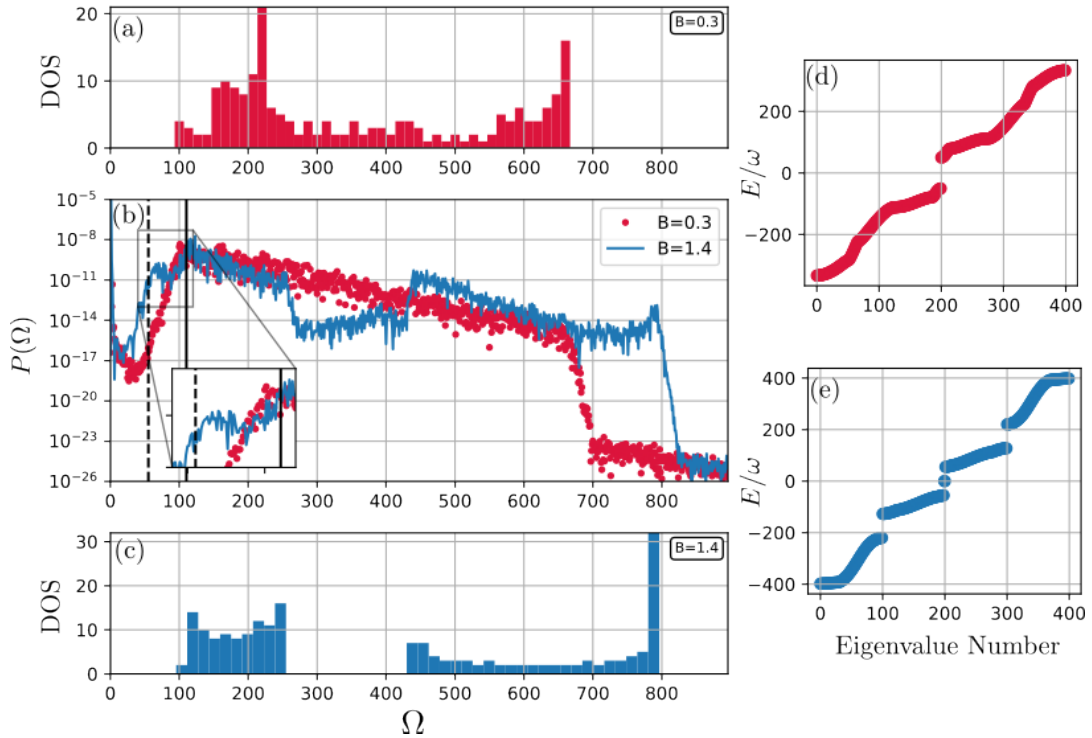 (a)
B=0.3
DOS
20
10
0
0 100 200 300 400 500 600 700 800
(b)
B=0.3
B=1.4
P(Ω)
10⁻⁵
10⁻⁸
10⁻¹¹
10⁻¹⁴
10⁻¹⁷
10⁻²⁰
10⁻²³
10⁻²⁶
0 100 200 300 400 500 600 700 800
(c)
B=1.4
DOS
30
20
10
0
0 100 200 300 400 500 600 700 800
Ω
(d)
E/ω
200
0
−200
0 100 200 300 400
(e)
E/ω
400
200
0
−200
−400
0 100 200 300 400
Eigenvalue Number